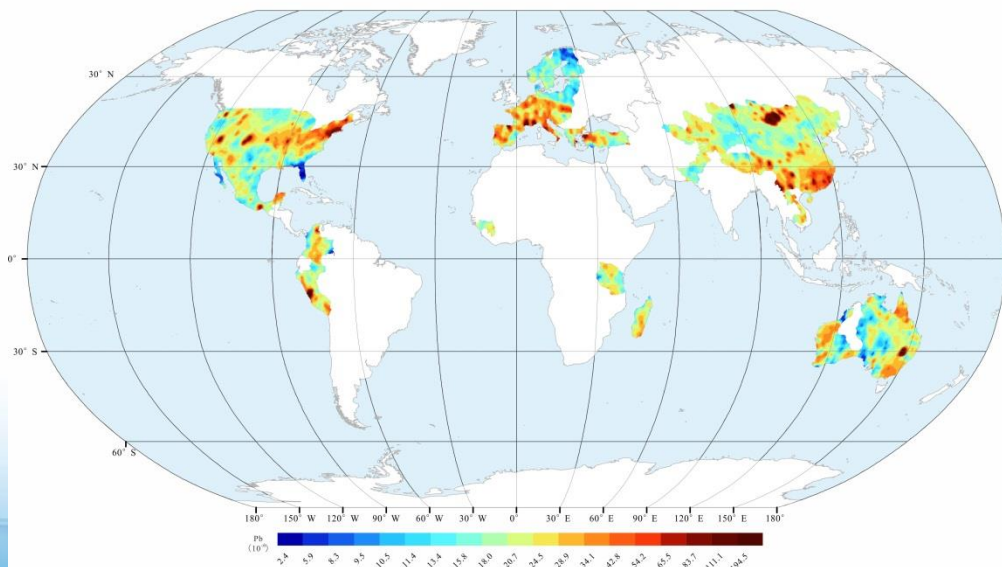 30° N
30° N
0°
30° S
60° S
180° 150° W 120° W 90° W 60° W 30° W 0° 30° E 60° E 90° E 120° E 150° E 180°
Pb
(10⁻⁶)
2.4 5.9 8.3 9.5 10.5 11.4 13.4 15.8 18.0 20.7 24.5 28.9 34.1 42.8 54.2 65.5 83.7 111.1